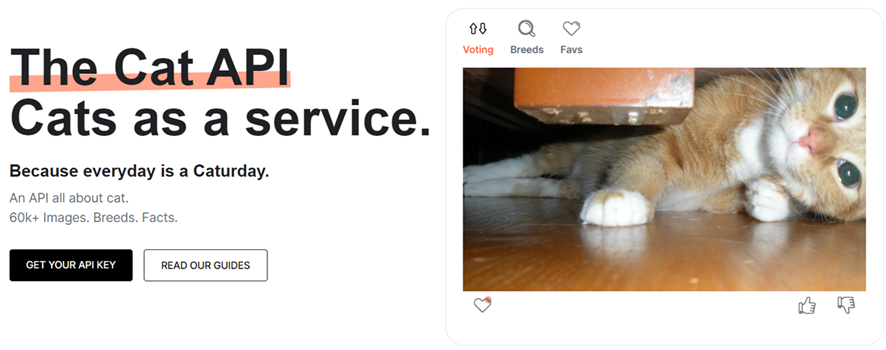 The Cat API
Cats as a service.
Because everyday is a Caturday.
An API all about cat.
60k+ Images. Breeds. Facts.
GET YOUR API KEY
READ OUR GUIDES
Voting
Breeds
Favs